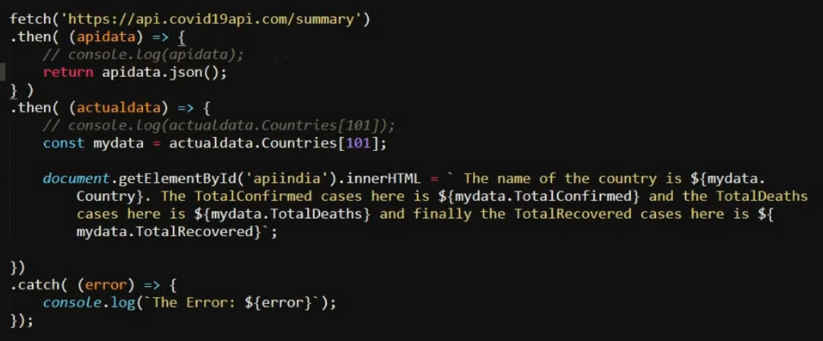 fetch('https://api.covid19api.com/summary')
.then( (apidata) => {
// console.log(apidata);
return apidata.json();
} )
.then( (actualdata) => {
// console.log(actualdata.Countries[101]);
const mydata = actualdata.Countries[101];
document.getElementById('apiindia').innerHTML = ` The name of the country is ${mydata.
Country}. The TotalConfirmed cases here is ${mydata.TotalConfirmed} and the TotalDeaths
cases here is ${mydata.TotalDeaths} and finally the TotalRecovered cases here is ${
mydata.TotalRecovered}`;
})
.catch( (error) => {
console.log(`The Error: ${error}`);
});